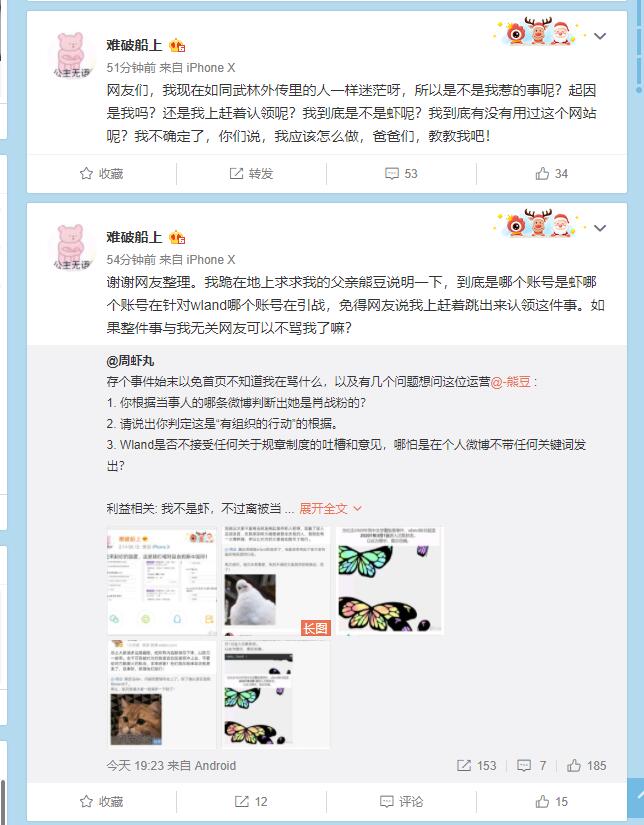 难破船上
51分钟前 来自 iPhone X
公主无语
网友们，我现在如同武林外传里的人一样迷茫呀，所以是不是我惹的事呢？起因
是我吗？还是我上赶着认领呢？我到底是不是虾呢？我到底有没有用过这个网站
呢？我不确定了，你们说，我应该怎么做，爸爸们，教教我吧！
收藏 转发 53 34
难破船上
54分钟前 来自 iPhone X
公主无语
谢谢网友整理。我跪在地上求求我的父亲熊豆说明一下，到底是哪个账号是虾哪
个账号在针对wland哪个账号在引战，免得网友说我上赶着跳出来认领这件事。如
果整件事与我无关网友可以不骂我了嘛？
@周虾丸
存个事件始末以免首页不知道我在骂什么，以及有几个问题想问这位运营@-熊豆：
1. 你根据当事人的哪条微博判断出她是肖战粉的？
2. 请说出你判定这是“有组织的行动”的根据。
3. Wland是否不接受任何关于规章制度的吐槽和意见，哪怕是在个人微博不带任何关键词发
出？
利益相关: 我不是虾，不过离被当 ... 展开全文
难破船上
长图
今天 19:23 来自 Android
153 7 185
收藏 12 评论 15